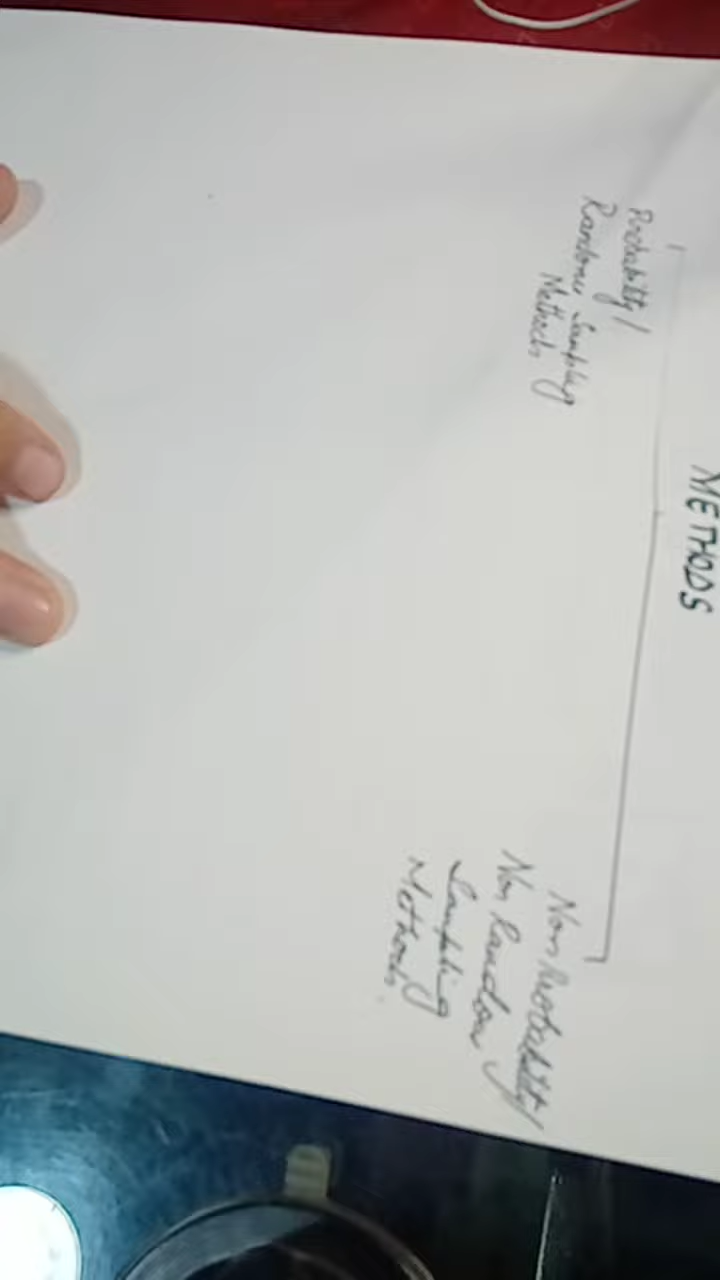 METHODS
Probability/
Random Sampling
Methods
Non Probability/
Non Random
Sampling
Methods